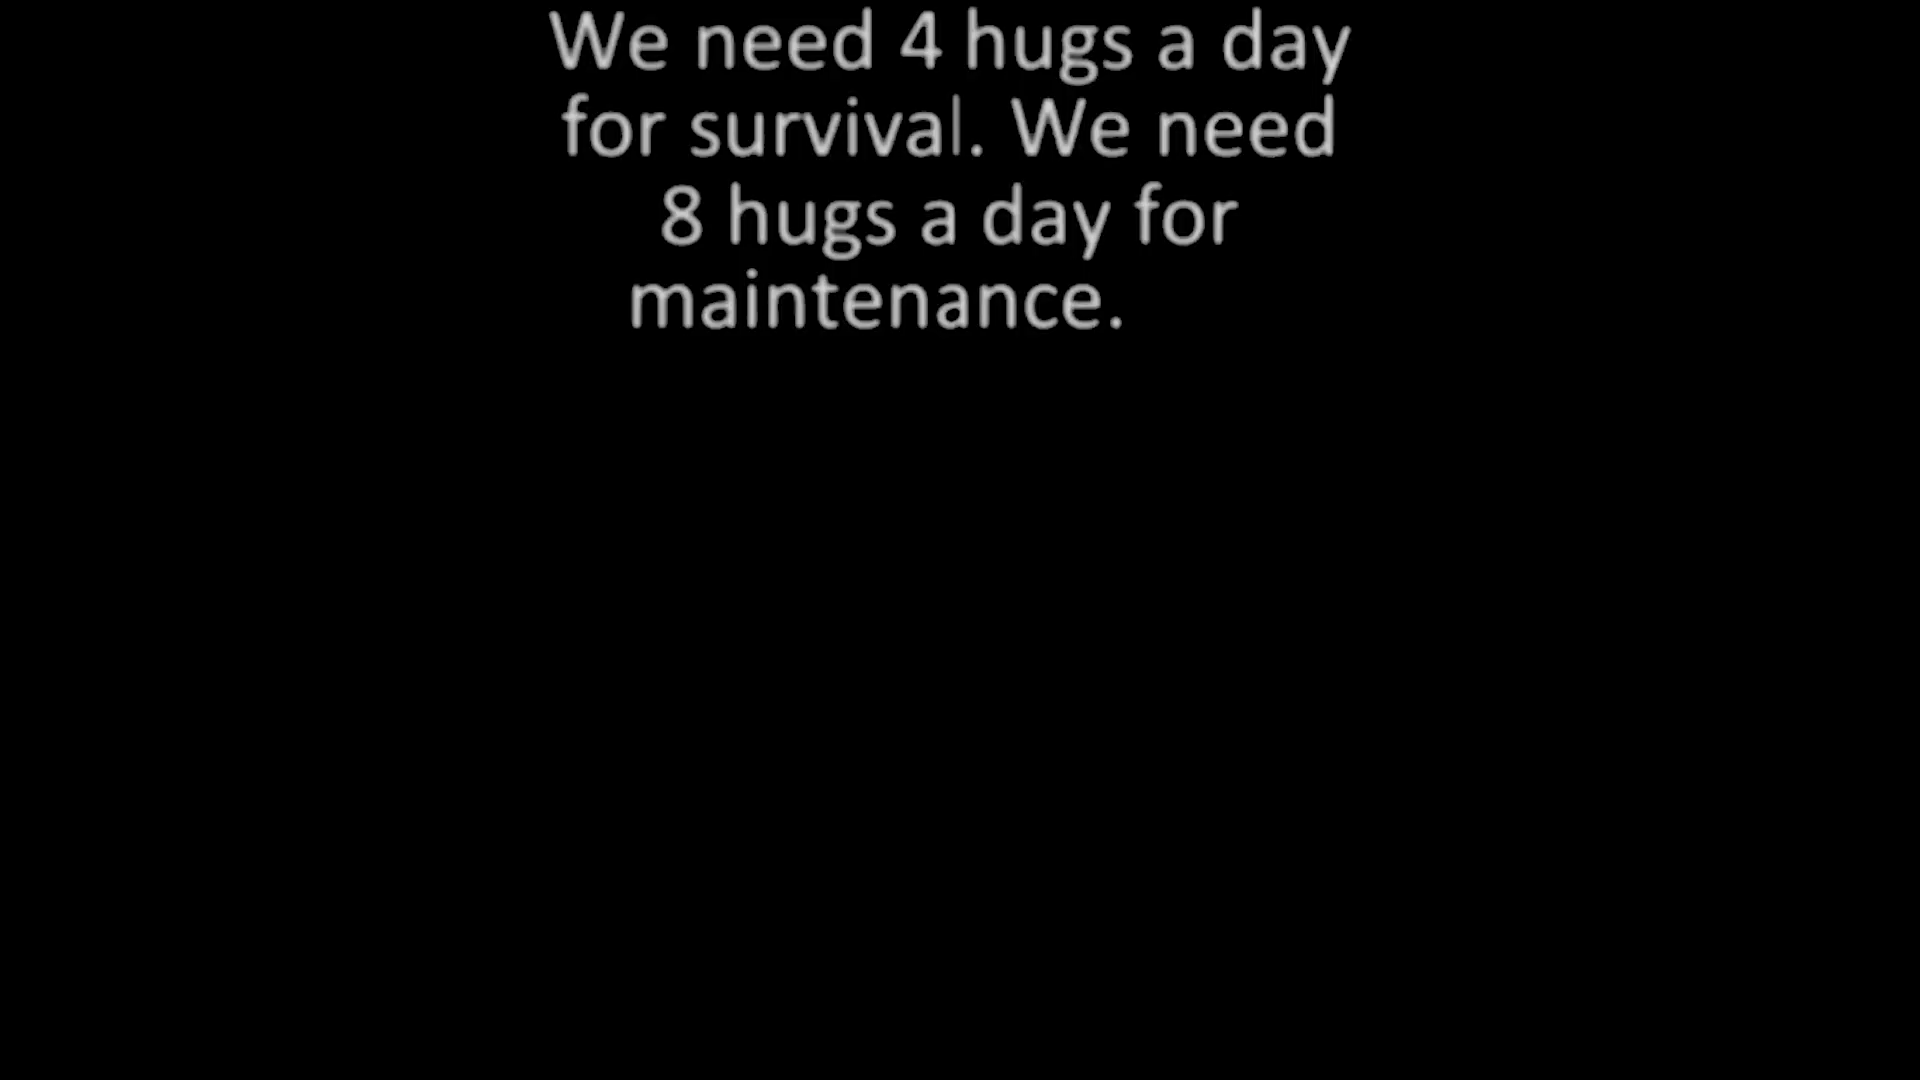 We need 4 hugs a day
for survival. We need
8 hugs a day for
maintenance.